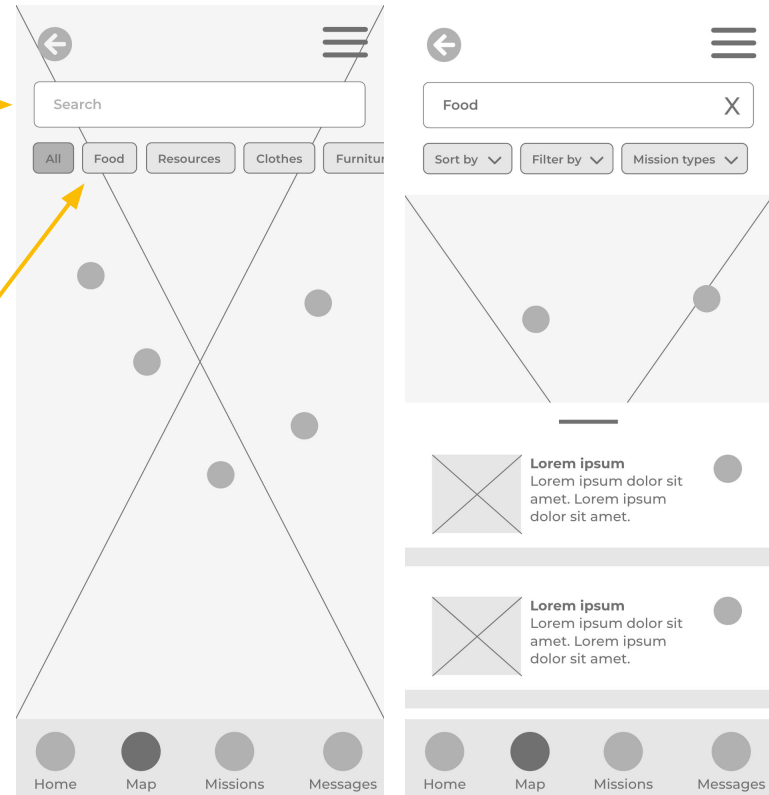 Search
All Food Resources Clothes Furnitur
Home Map Missions Messages
Food X
Sort by Filter by Mission types
Lorem ipsum
Lorem ipsum dolor sit
amet. Lorem ipsum
dolor sit amet.
Lorem ipsum
Lorem ipsum dolor sit
amet. Lorem ipsum
dolor sit amet.
Home Map Missions Messages